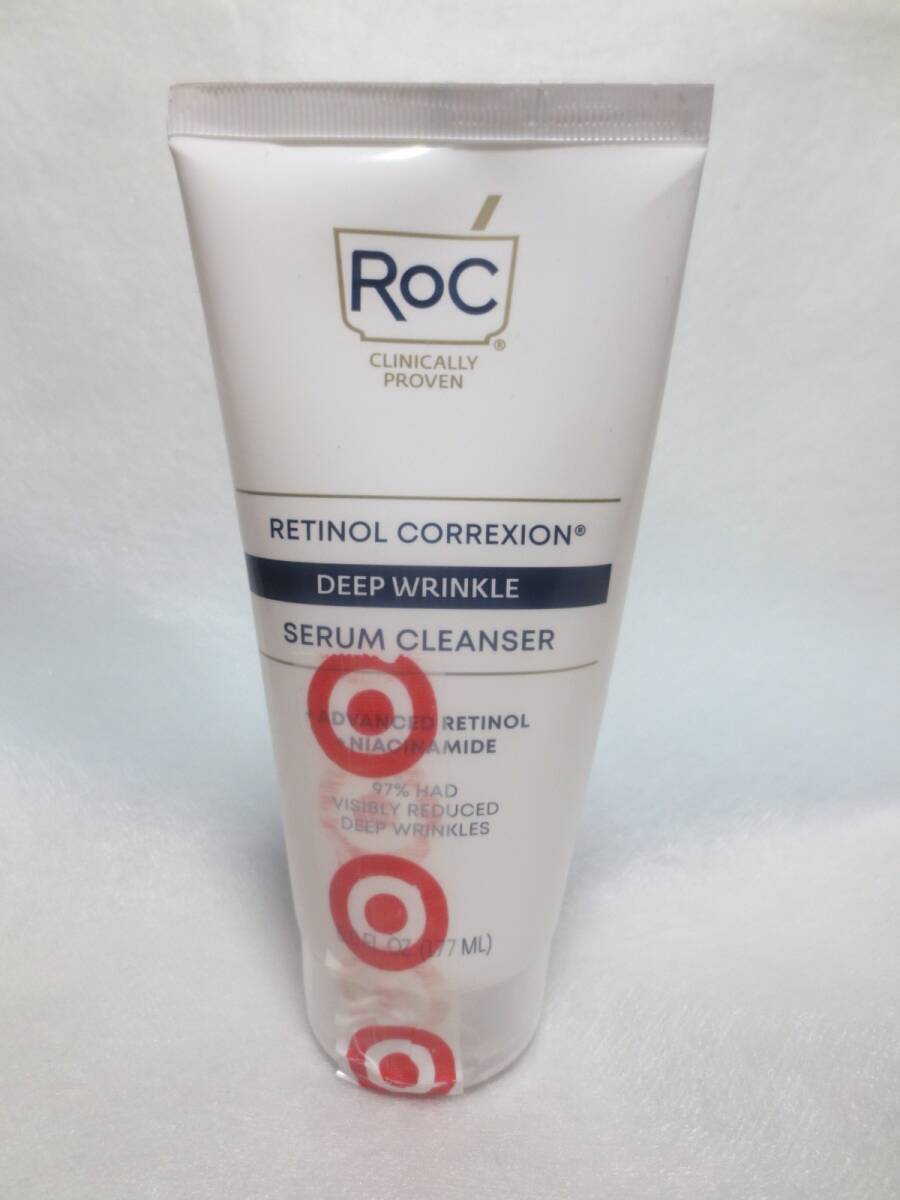 RoC®
CLINICALLY
PROVEN
RETINOL CORREXION®
DEEP WRINKLE
SERUM CLEANSER
+ADVANCED RETINOL
+NIACINAMIDE
97% HAD
VISIBLY REDUCED
DEEP WRINKLES
FL OZ (177 ML)